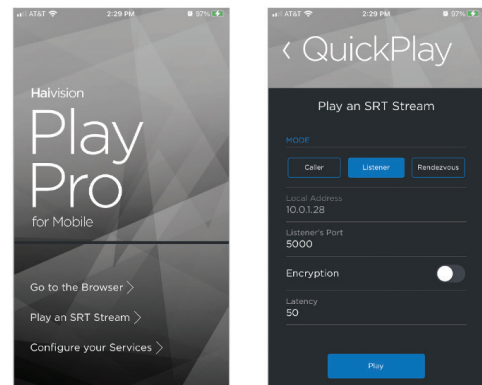 AT&T 2:29 PM 97%
Haivision
Play
Pro
for Mobile
Go to the Browser >
Play an SRT Stream >
Configure your Services >
AT&T 2:29 PM 97%
< QuickPlay
Play an SRT Stream
MODE
Caller Listener Rendezvous
Local Address
10.0.1.28
Listener's Port
5000
Encryption
Latency
50
Play